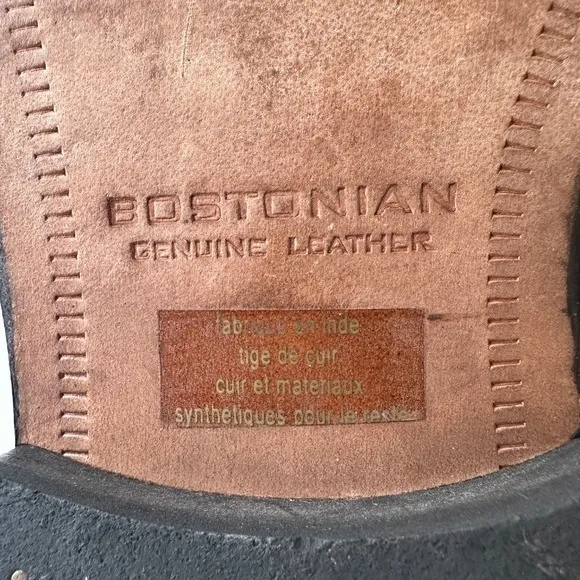 BOSTONIAN
GENUINE LEATHER
fabriqué en inde
tige de cuir
cuir et materiaux
synthetiques pour le reste